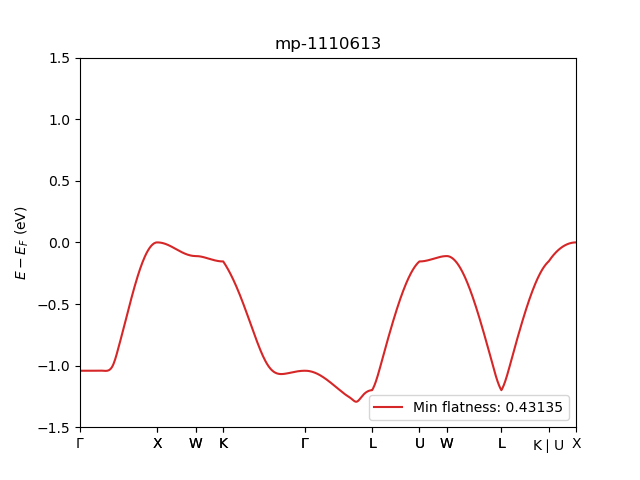 mp-1110613
1.5
1.0
0.5
0.0
−0.5
−1.0
−1.5
E − E_F (eV)
Min flatness: 0.43135
Γ X W K Γ L U W L K | U X